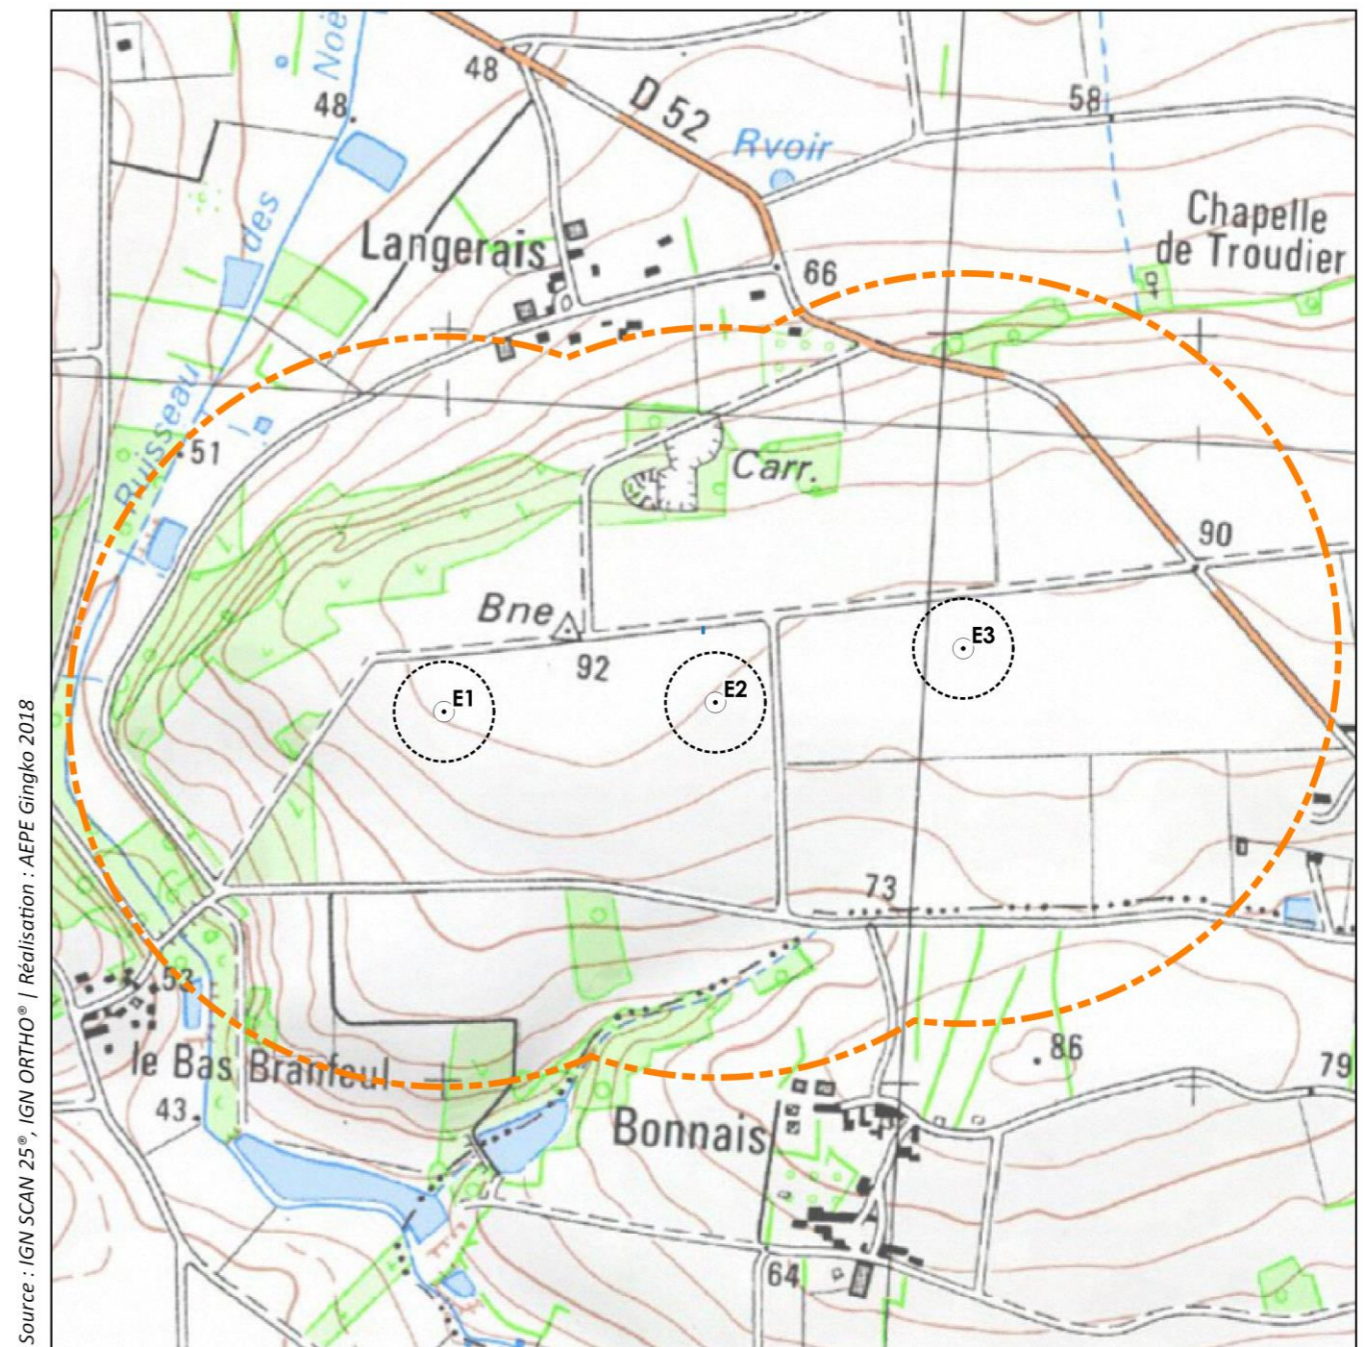 Noë
48
48
D 52
58
Rvoir
des
Langerais
Chapelle
de Troudier
66
Ruisseau
51
Carr.
90
Bne
92
E1
E2
E3
73
53
le Bas Branfeul
86
79
43
Bonnais
64
Source : IGN SCAN 25®, IGN ORTHO® | Réalisation : AEPE Gingko 2018